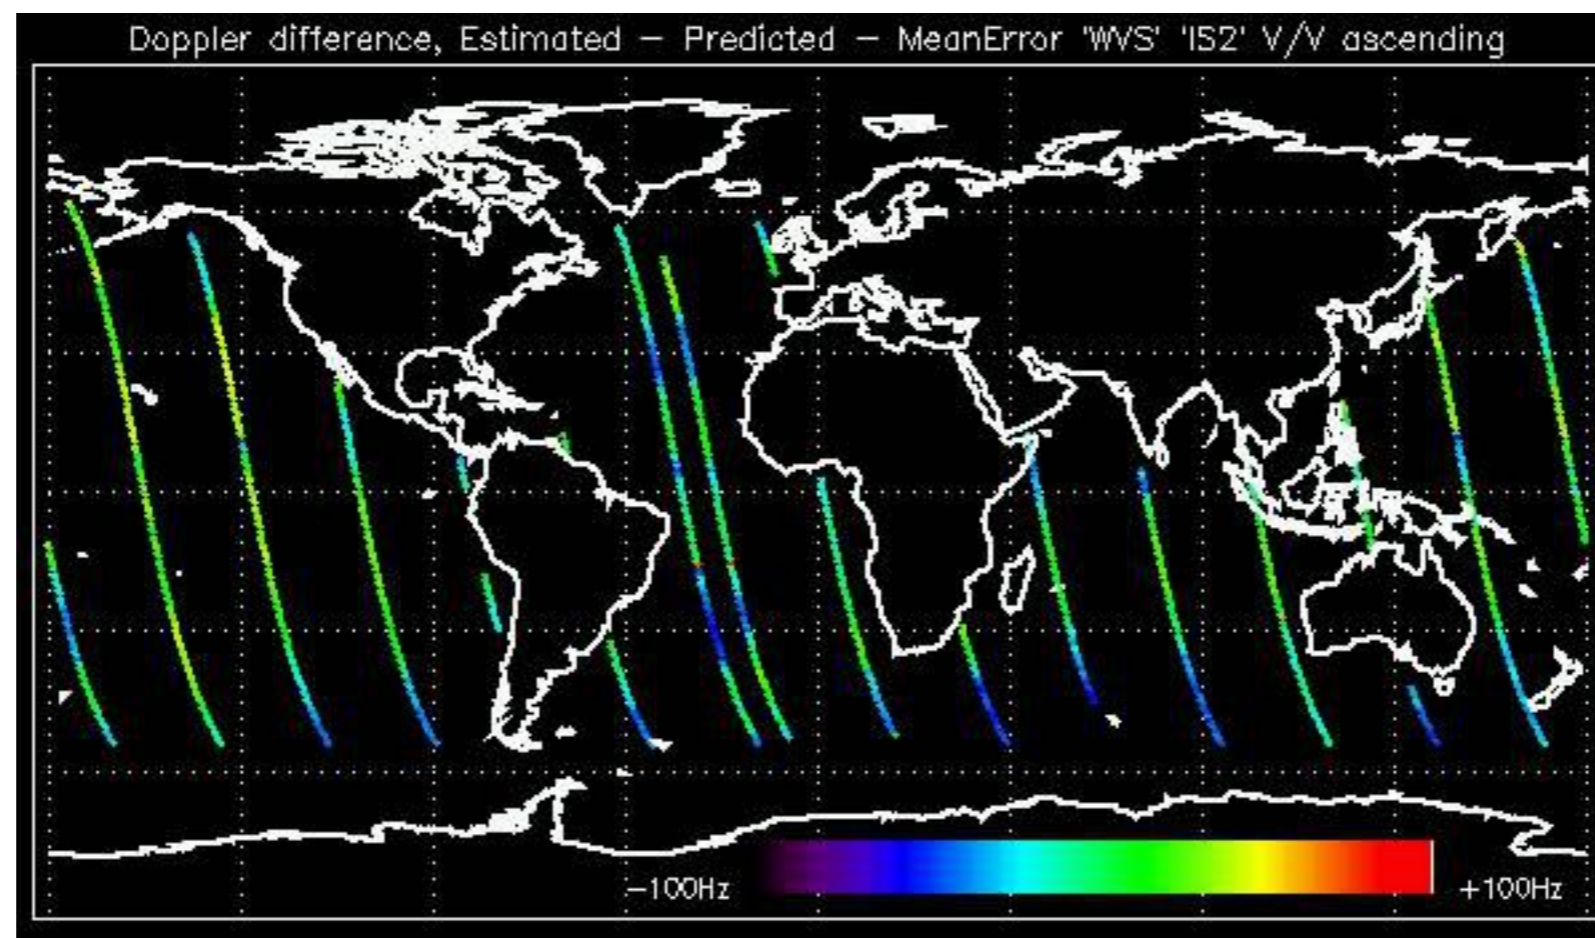 Doppler difference, Estimated - Predicted - MeanError 'WVS' 'IS2' V/V ascending
-100Hz +100Hz